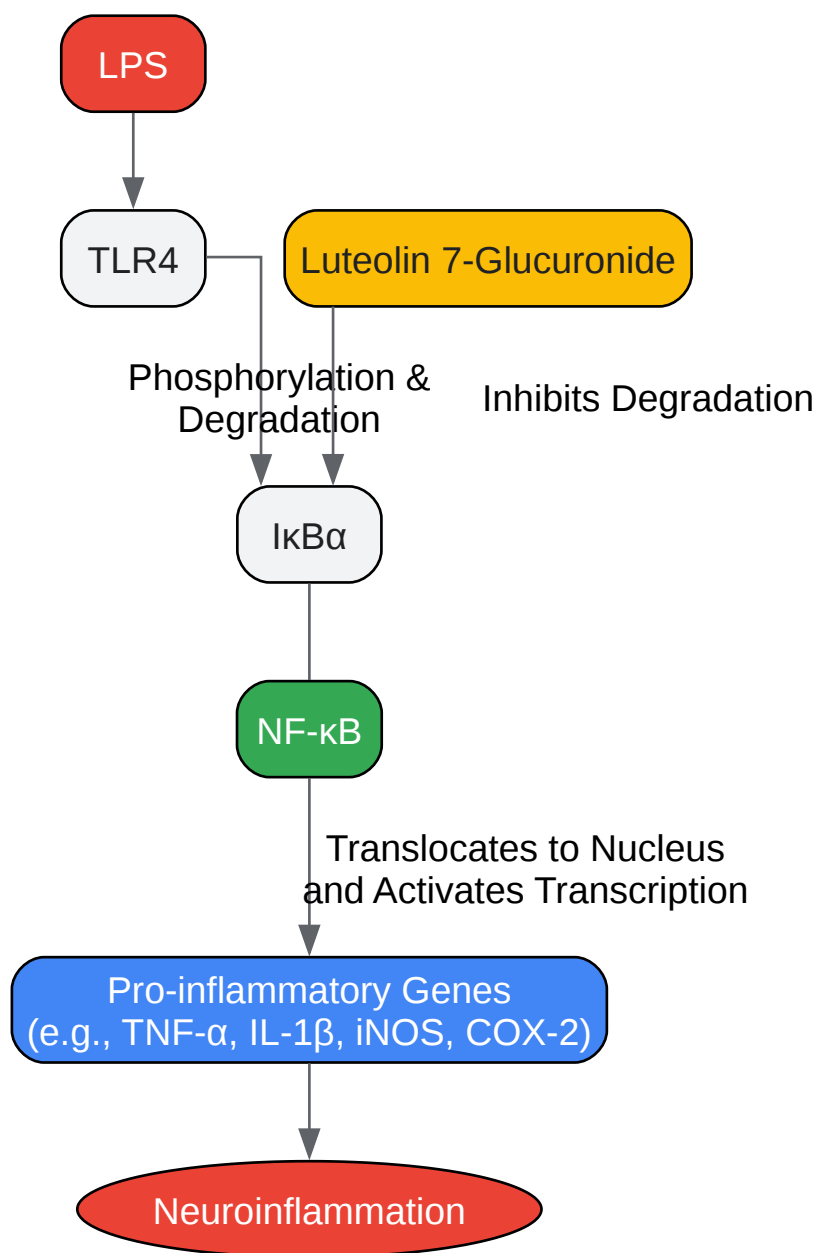 LPS
TLR4
Luteolin 7-Glucuronide
Phosphorylation &
Degradation
Inhibits Degradation
IκBα
NF-κB
Translocates to Nucleus
and Activates Transcription
Pro-inflammatory Genes
(e.g., TNF-α, IL-1β, iNOS, COX-2)
Neuroinflammation